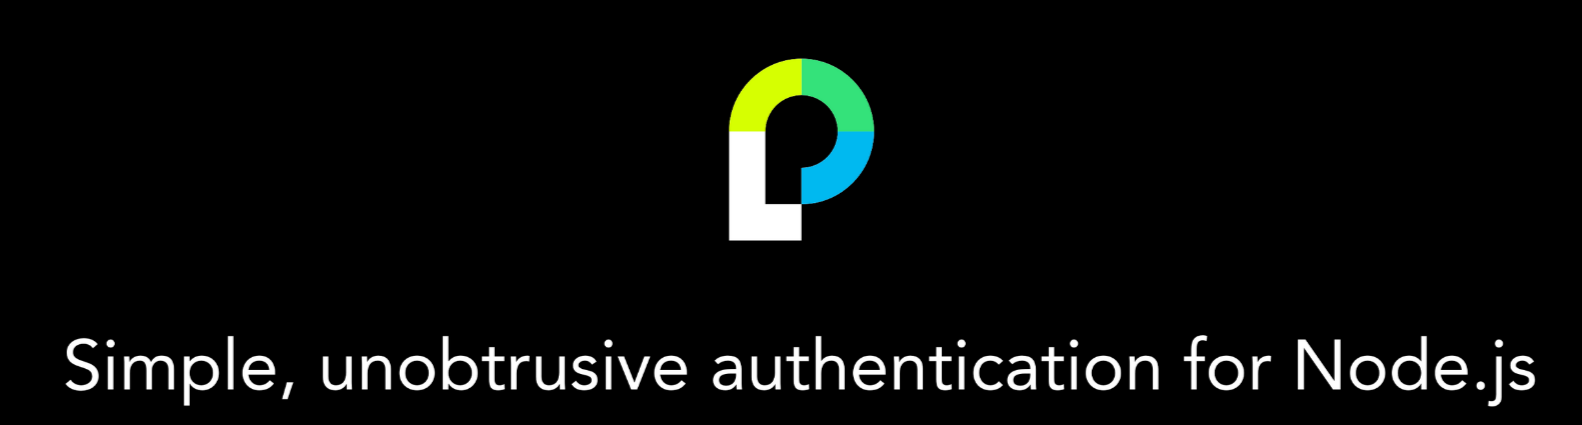 Simple, unobtrusive authentication for Node.js